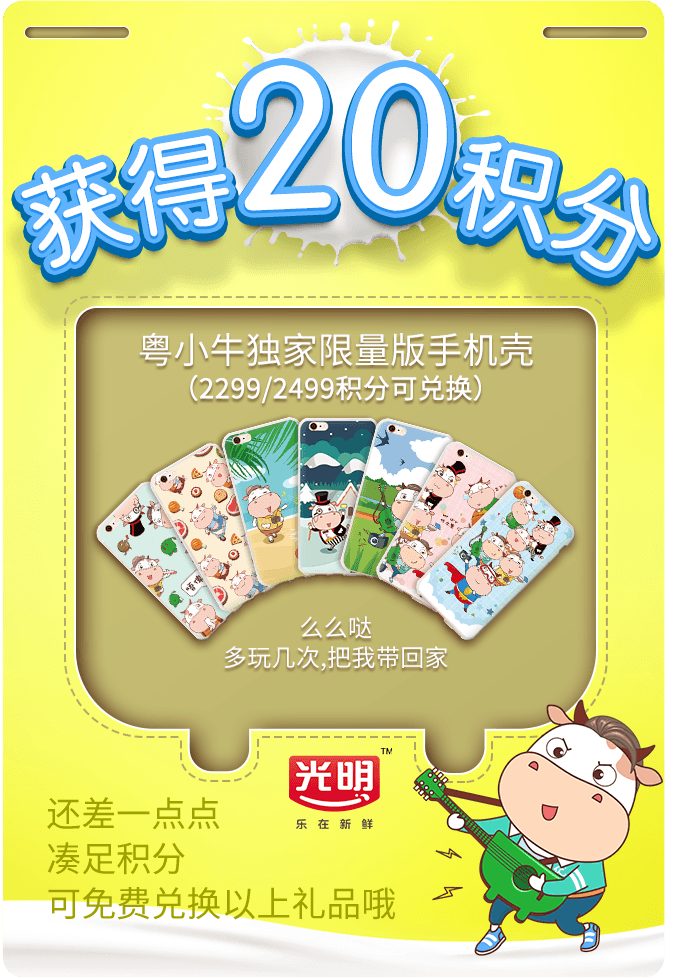 获得20积分
粤小牛独家限量版手机壳
（2299/2499积分可兑换）
么么哒
多玩几次,把我带回家
光明
TM
乐在新鲜
还差一点点
凑足积分
可免费兑换以上礼品哦